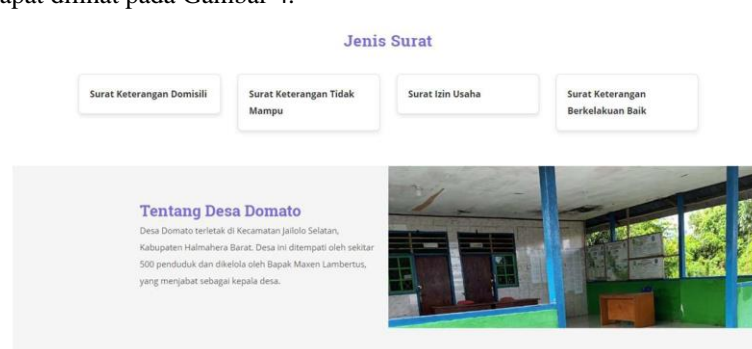 dapat dilihat pada Gambar 4.
Jenis Surat
Surat Keterangan Domisili
Surat Keterangan Tidak
Mampu
Surat Izin Usaha
Surat Keterangan
Berkelakuan Baik
Tentang Desa Domato
Desa Domato terletak di Kecamatan Jailolo Selatan,
Kabupaten Halmahera Barat. Desa ini ditempati oleh sekitar
500 penduduk dan dikelola oleh Bapak Maxen Lambertus,
yang menjabat sebagai kepala desa.